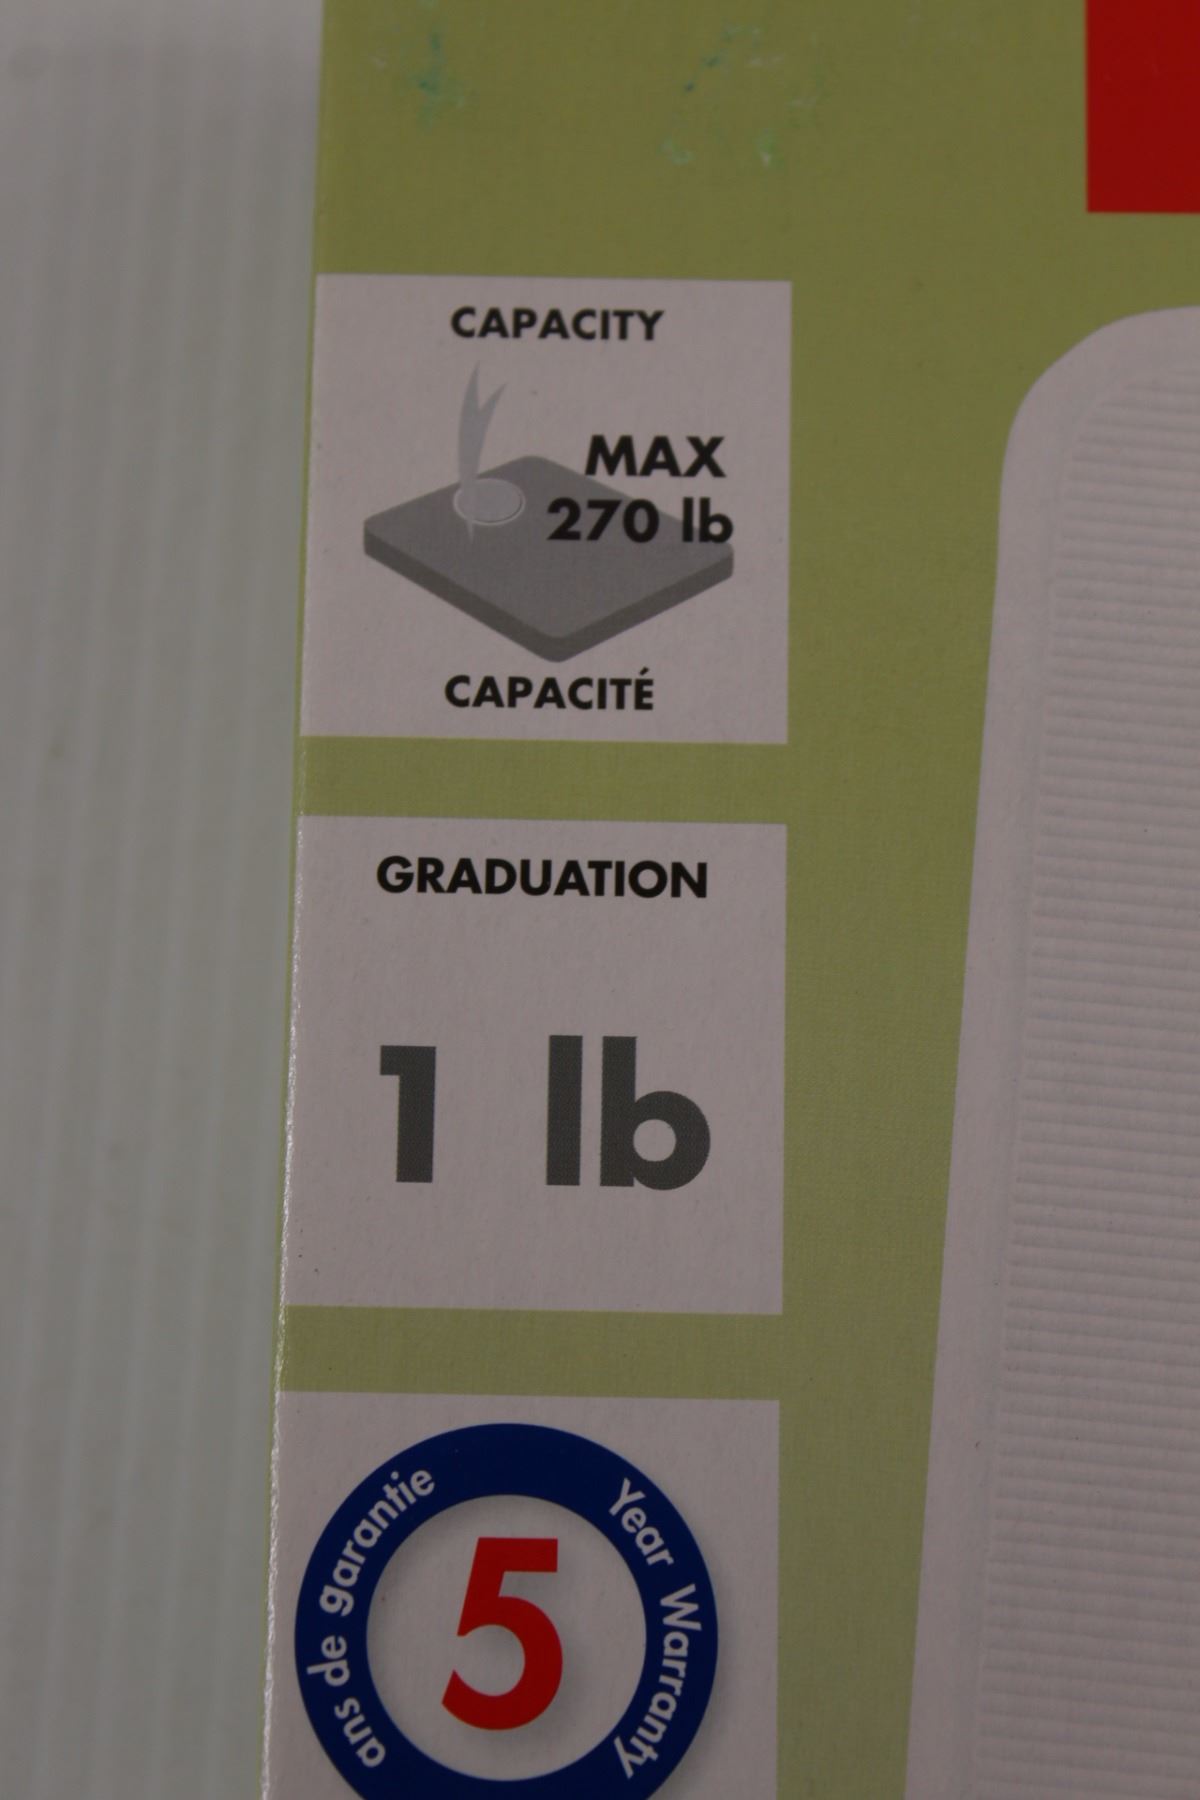 CAPACITY
MAX
270 lb
CAPACITÉ
GRADUATION
1 lb
5
ans de garantie
Year Warranty